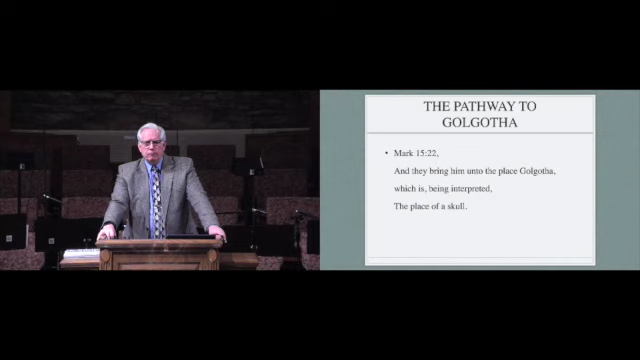 THE PATHWAY TO
GOLGOTHA
• Mark 15:22,
And they bring him unto the place Golgotha,
which is, being interpreted,
The place of a skull.